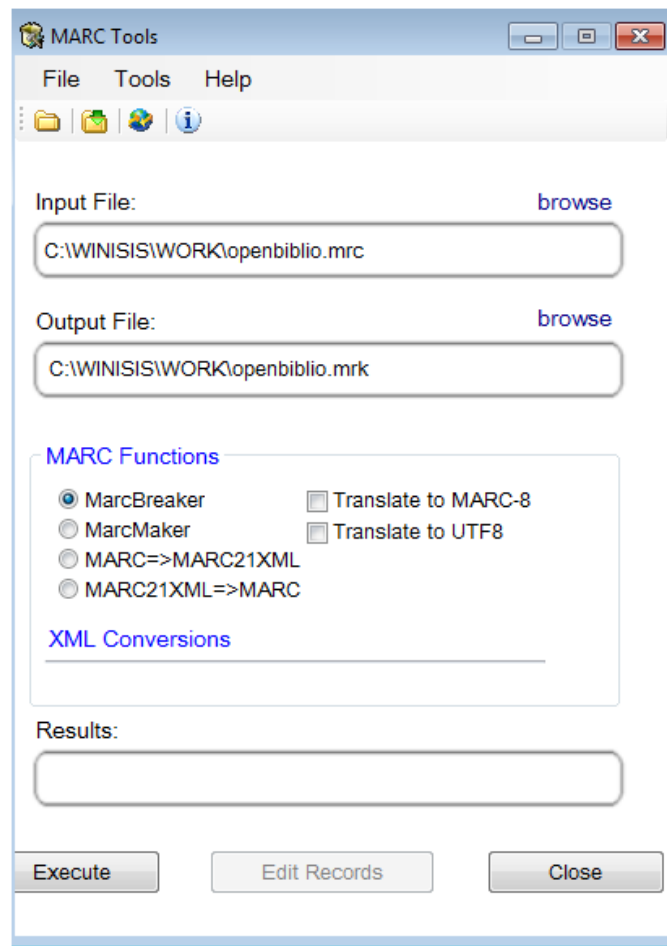 MARC Tools
File Tools Help
Input File: browse
C:\WINISIS\WORK\openbiblio.mrc
Output File: browse
C:\WINISIS\WORK\openbiblio.mrk
MARC Functions
MarcBreaker Translate to MARC-8
MarcMaker Translate to UTF8
MARC=>MARC21XML
MARC21XML=>MARC
XML Conversions
Results:
Execute Edit Records Close